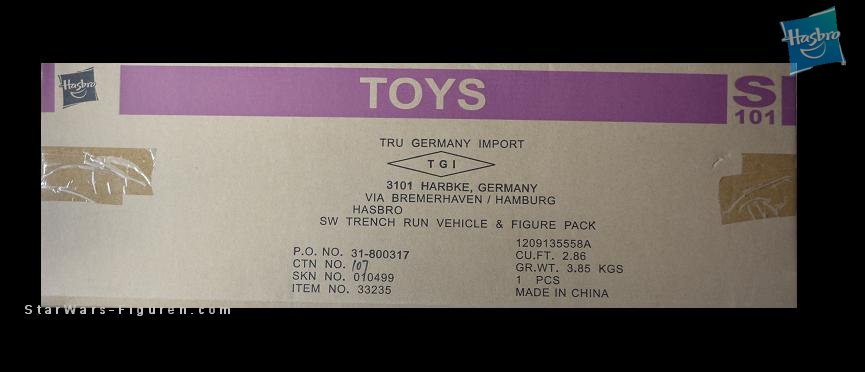 Hasbro
Hasbro
TOYS
S
101
TRU GERMANY IMPORT
TGI
3101 HARBKE, GERMANY
VIA BREMERHAVEN / HAMBURG
HASBRO
SW TRENCH RUN VEHICLE & FIGURE PACK
P.O. NO. 31-800317
CTN NO. 107
SKN NO. 010499
ITEM NO. 33235
1209135558A
CU.FT. 2.86
GR.WT. 3.85 KGS
1 PCS
MADE IN CHINA
StarWars-Figuren.com